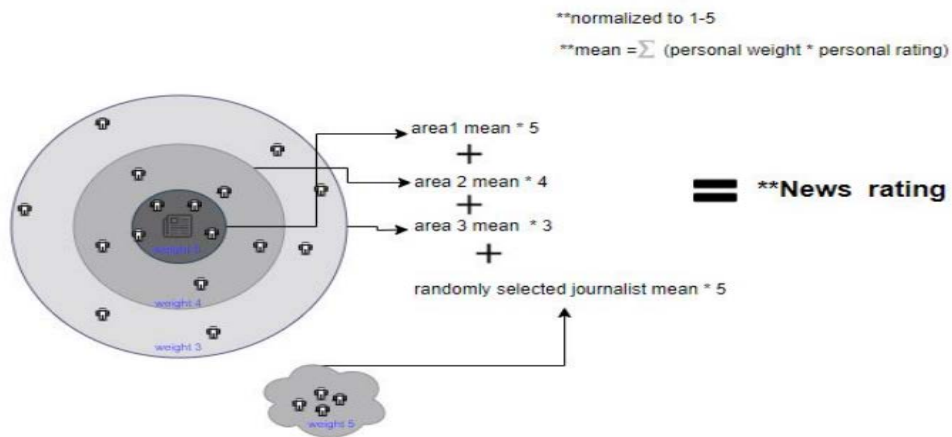 **normalized to 1-5
**mean =Σ (personal weight * personal rating)
area1 mean * 5
+
area 2 mean * 4
+
area 3 mean * 3
+
randomly selected journalist mean * 5
= **News rating
weight 5
weight 4
weight 3
weight 5